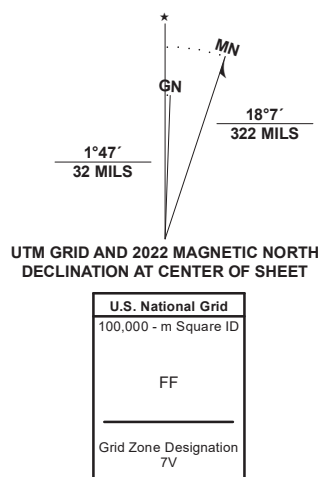 ★
MN
GN
18°7´
322 MILS
1°47´
32 MILS
UTM GRID AND 2022 MAGNETIC NORTH
DECLINATION AT CENTER OF SHEET
U.S. National Grid
100,000 - m Square ID
FF
Grid Zone Designation
7V